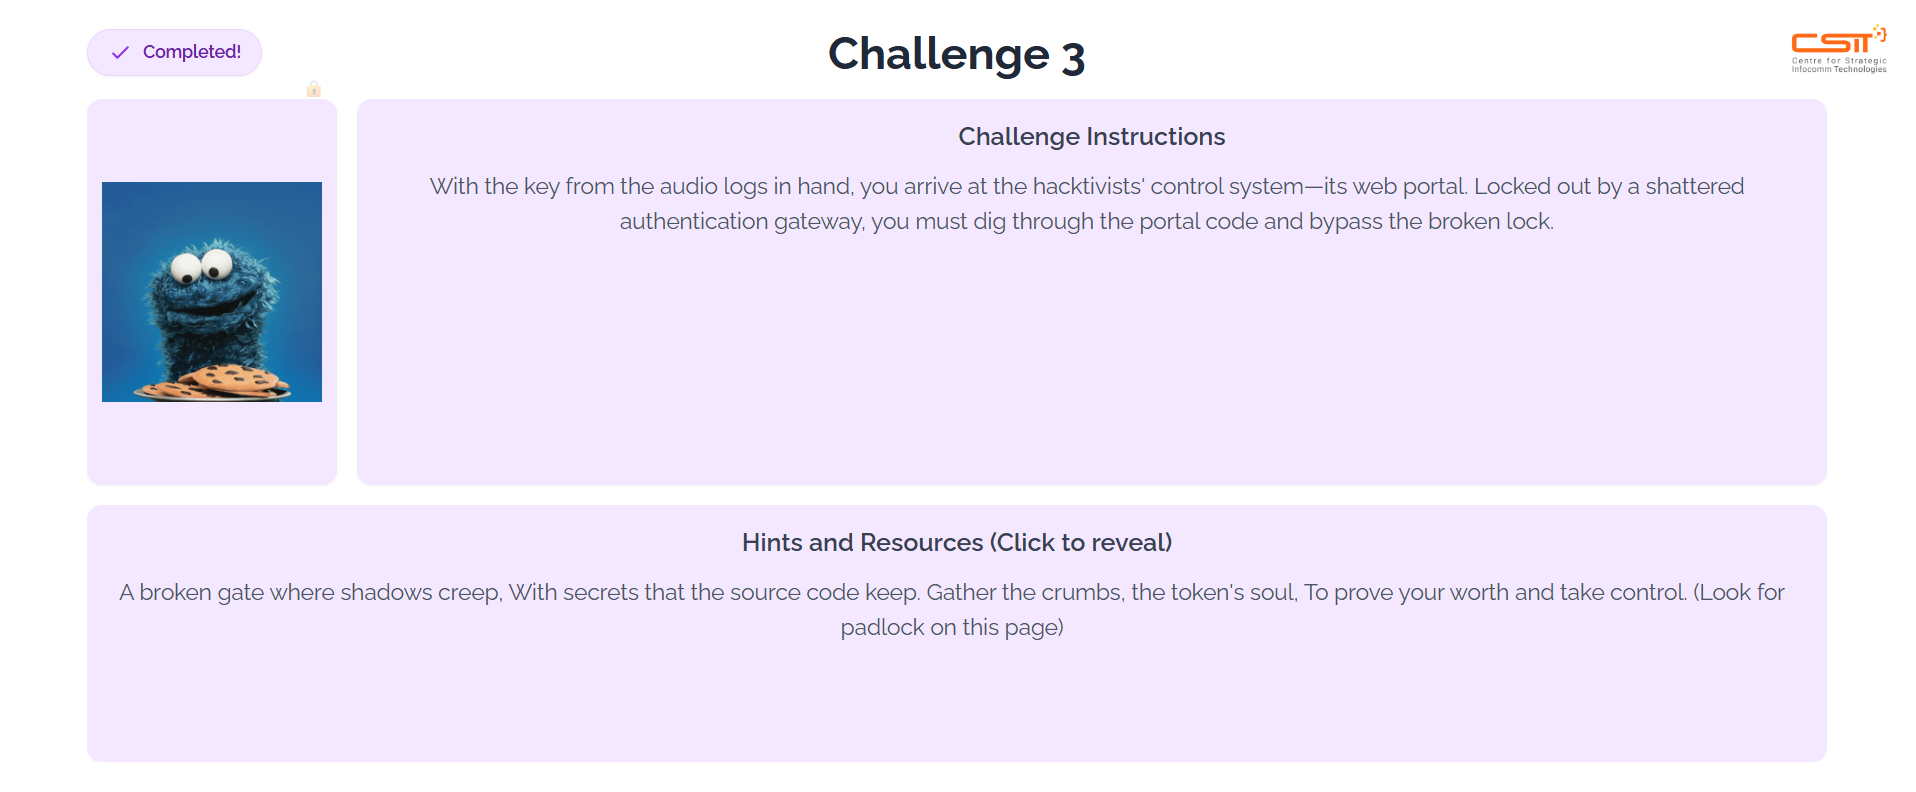 Completed!
Challenge 3
CSIT
Centre for Strategic
Infocomm Technologies
Challenge Instructions
With the key from the audio logs in hand, you arrive at the hacktivists' control system—its web portal. Locked out by a shattered
authentication gateway, you must dig through the portal code and bypass the broken lock.
Hints and Resources (Click to reveal)
A broken gate where shadows creep, With secrets that the source code keep. Gather the crumbs, the token's soul, To prove your worth and take control. (Look for
padlock on this page)